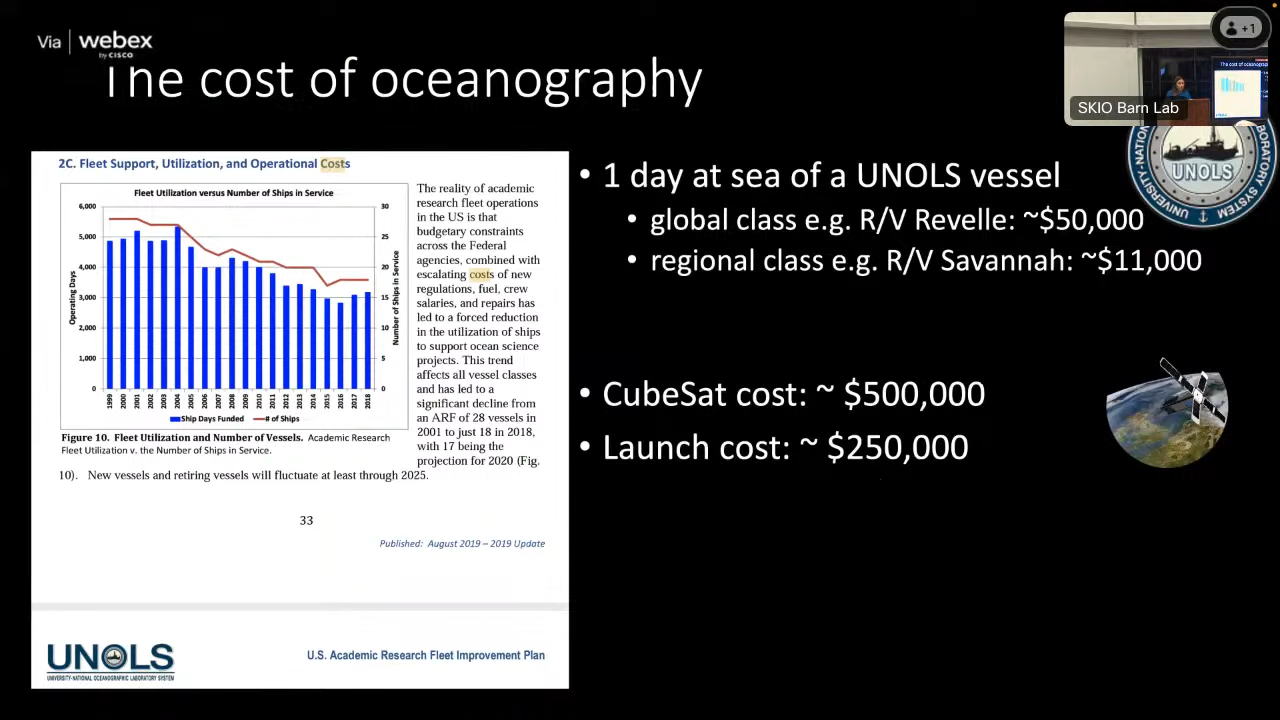 Via webex
by CISCO
+1
The cost of oceanography
The cost of oceanography
SKIO Barn Lab
2C. Fleet Support, Utilization, and Operational Costs
Fleet Utilization versus Number of Ships in Service
6,000
5,000
4,000
3,000
2,000
1,000
0
Operating Days
30
25
20
15
10
5
0
Number of Ships in Service
1999 2000 2001 2002 2003 2004 2005 2006 2007 2008 2009 2010 2011 2012 2013 2014 2015 2016 2017 2018
Ship Days Funded # of Ships
Figure 10. Fleet Utilization and Number of Vessels. Academic Research
Fleet Utilization v. the Number of Ships in Service.
The reality of academic
research fleet operations
in the US is that
budgetary constraints
across the Federal
agencies, combined with
escalating costs of new
regulations, fuel, crew
salaries, and repairs has
led to a forced reduction
in the utilization of ships
to support ocean science
projects. This trend
affects all vessel classes
and has led to a
significant decline from
an ARF of 28 vessels in
2001 to just 18 in 2018,
with 17 being the
projection for 2020 (Fig.
10). New vessels and retiring vessels will fluctuate at least through 2025.
33
Published: August 2019 – 2019 Update
UNOLS
UNIVERSITY-NATIONAL OCEANOGRAPHIC LABORATORY SYSTEM
U.S. Academic Research Fleet Improvement Plan
• 1 day at sea of a UNOLS vessel
• global class e.g. R/V Revelle: ~$50,000
• regional class e.g. R/V Savannah: ~$11,000
• CubeSat cost: ~ $500,000
• Launch cost: ~ $250,000
UNOLS